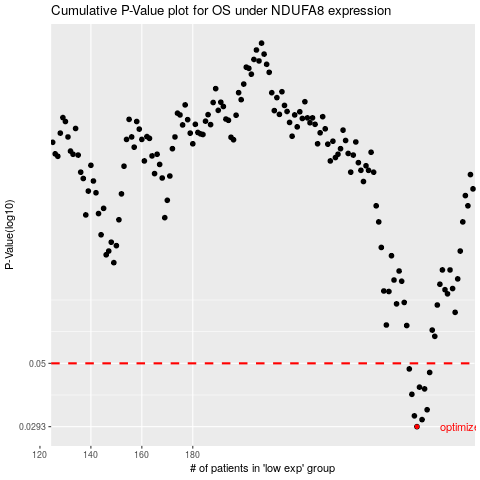 Cumulative P-Value plot for OS under NDUFA8 expression
P-Value(log10)
0.05
0.0293
optimize
120 140 160 180
# of patients in 'low exp' group